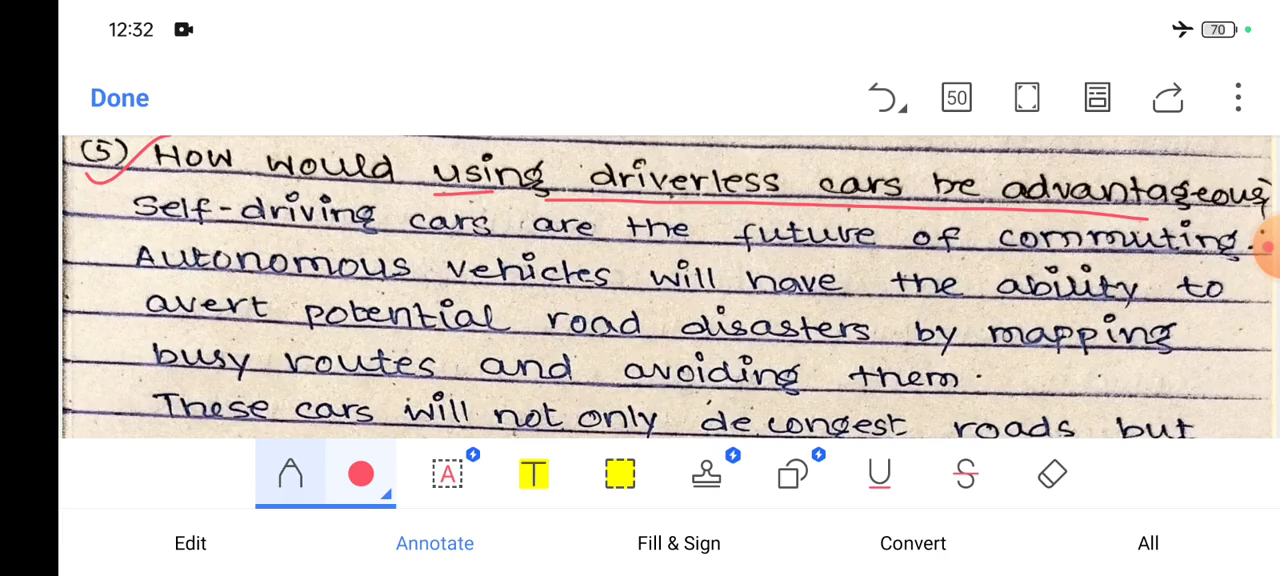 12:32
70
Done
50
(5) How would using driverless cars be advantageous?
Self-driving cars are the future of commuting.
Autonomous vehicles will have the ability to
avert potential road disasters by mapping
busy routes and avoiding them.
These cars will not only decongest roads but
A
T
U
S
Edit
Annotate
Fill & Sign
Convert
All